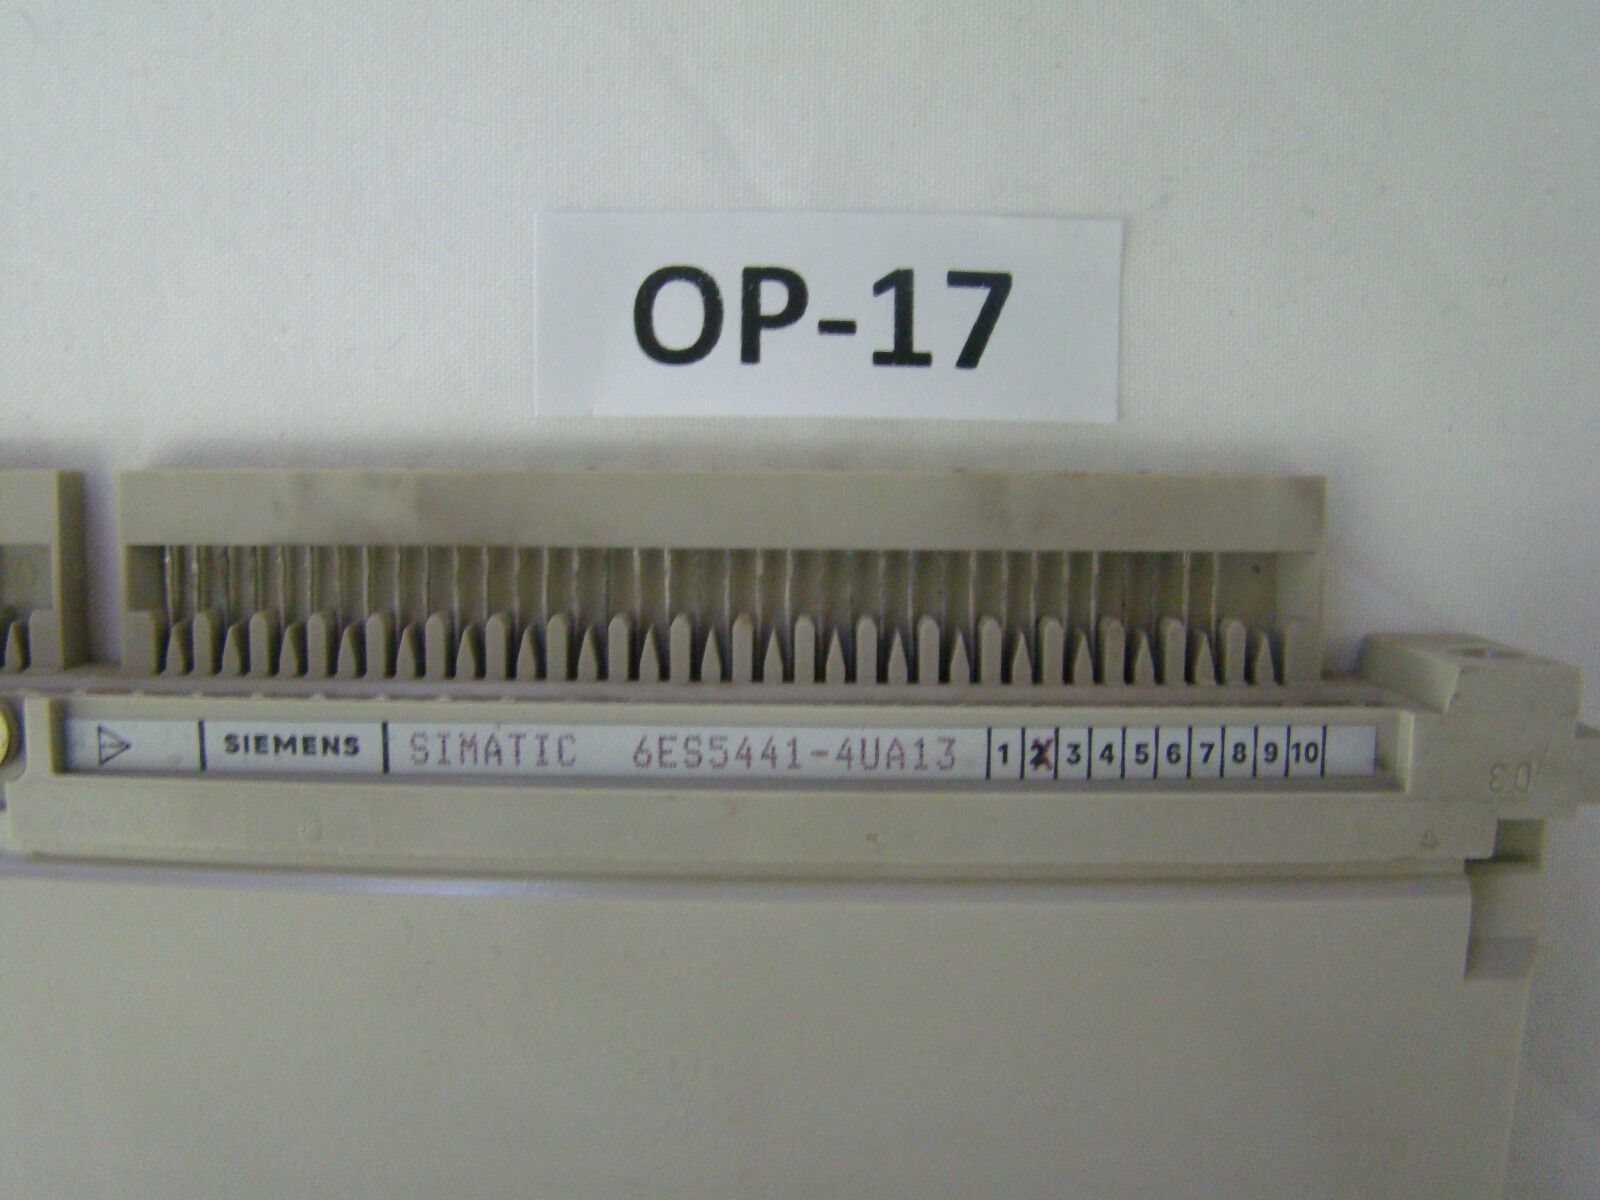 OP-17
SIEMENS SIMATIC 6ES5441-4UA13 1 2 3 4 5 6 7 8 9 10